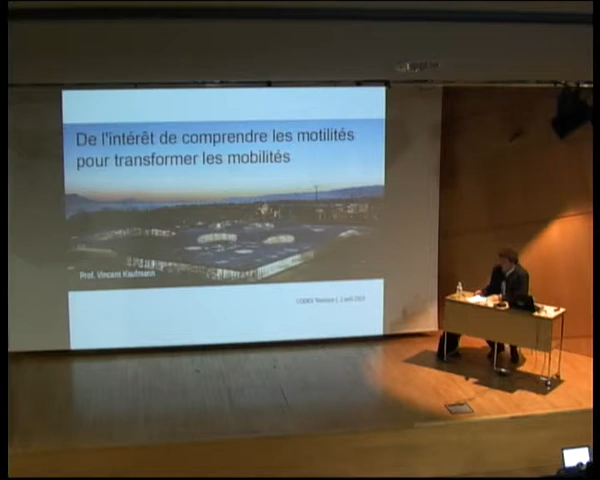 De l'intérêt de comprendre les motilités
pour transformer les mobilités
Prof. Vincent Kaufmann